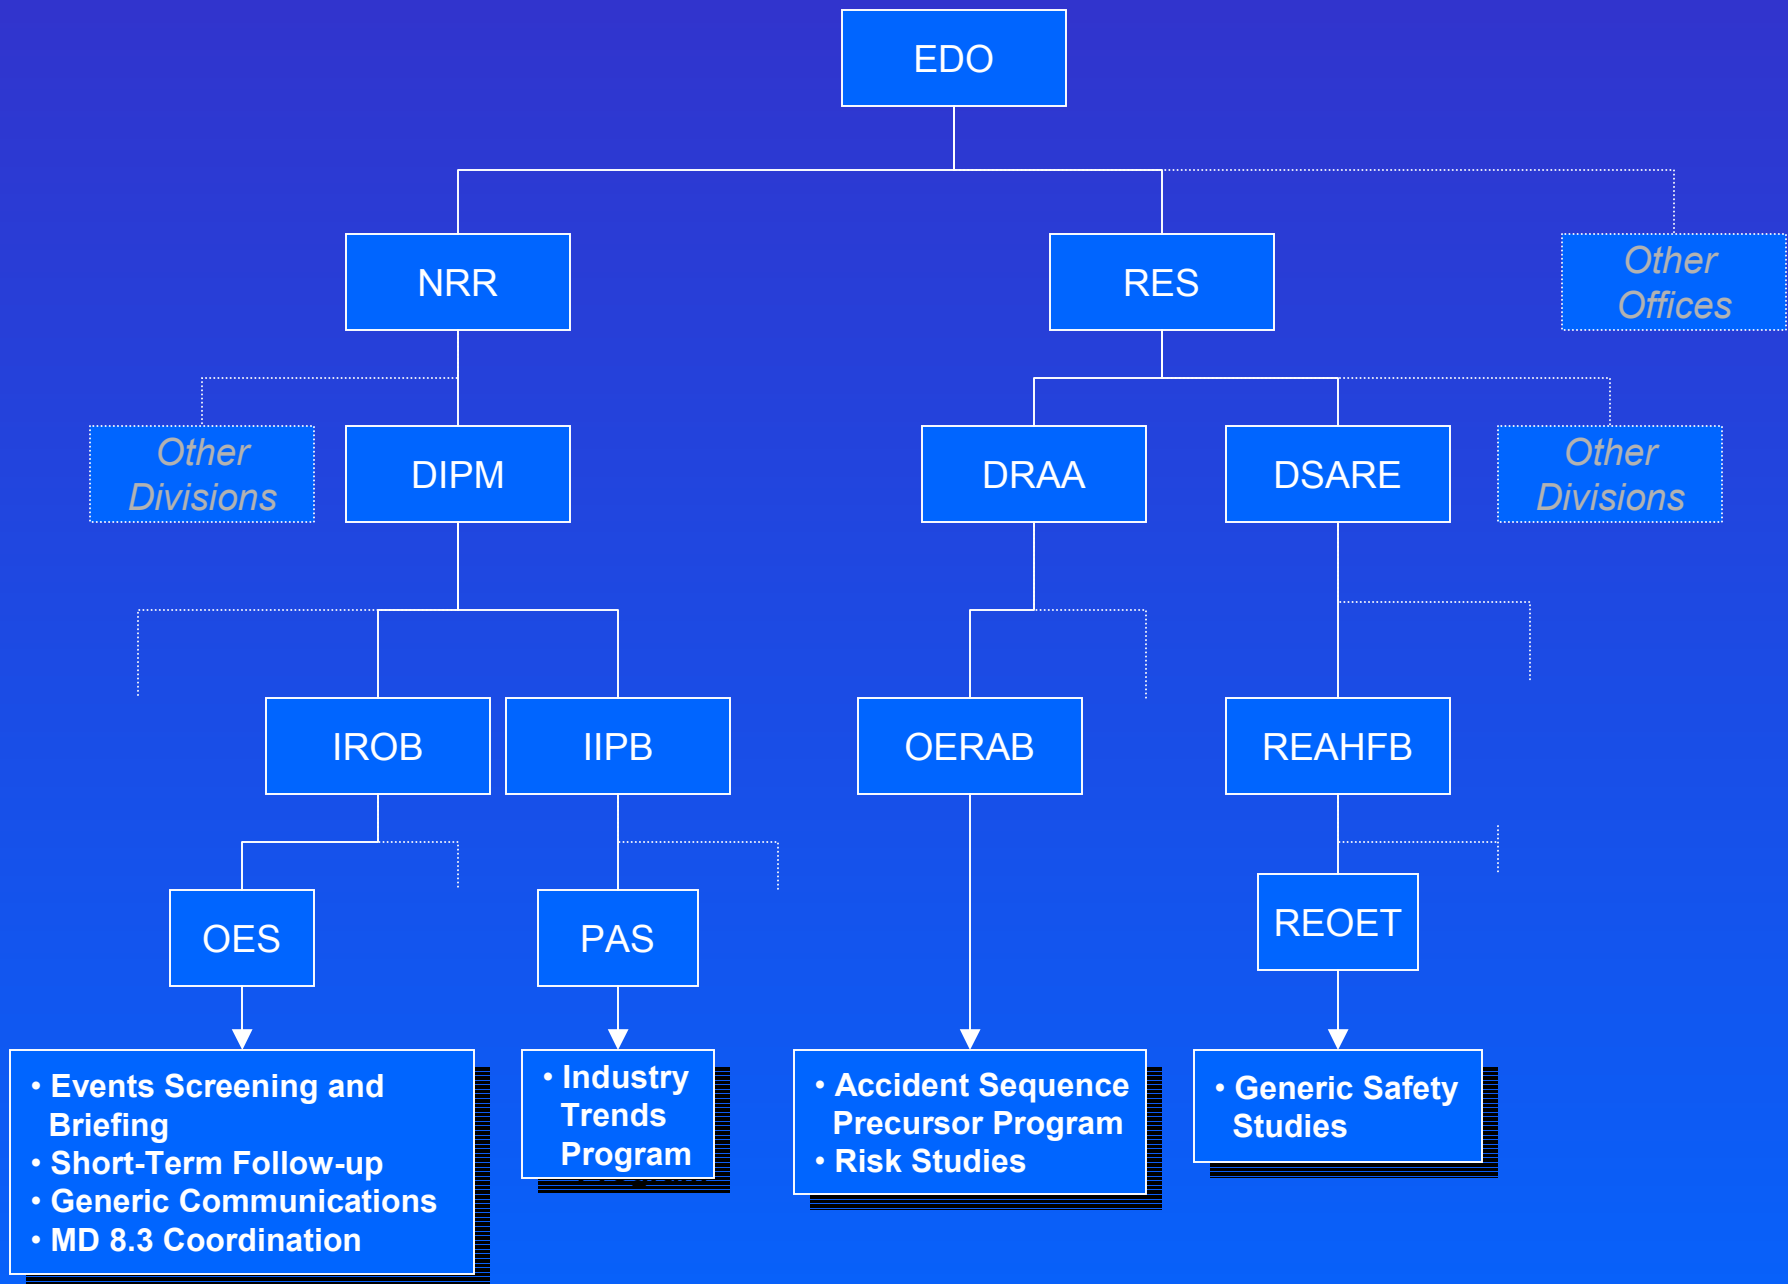 EDO
NRR
RES
Other
Offices
Other
Divisions
DIPM
DRAA
DSARE
Other
Divisions
IROB
IIPB
OERAB
REAHFB
OES
PAS
REOET
• Events Screening and
Briefing
• Short-Term Follow-up
• Generic Communications
• MD 8.3 Coordination
• Industry
Trends
Program
• Accident Sequence
Precursor Program
• Risk Studies
• Generic Safety
Studies